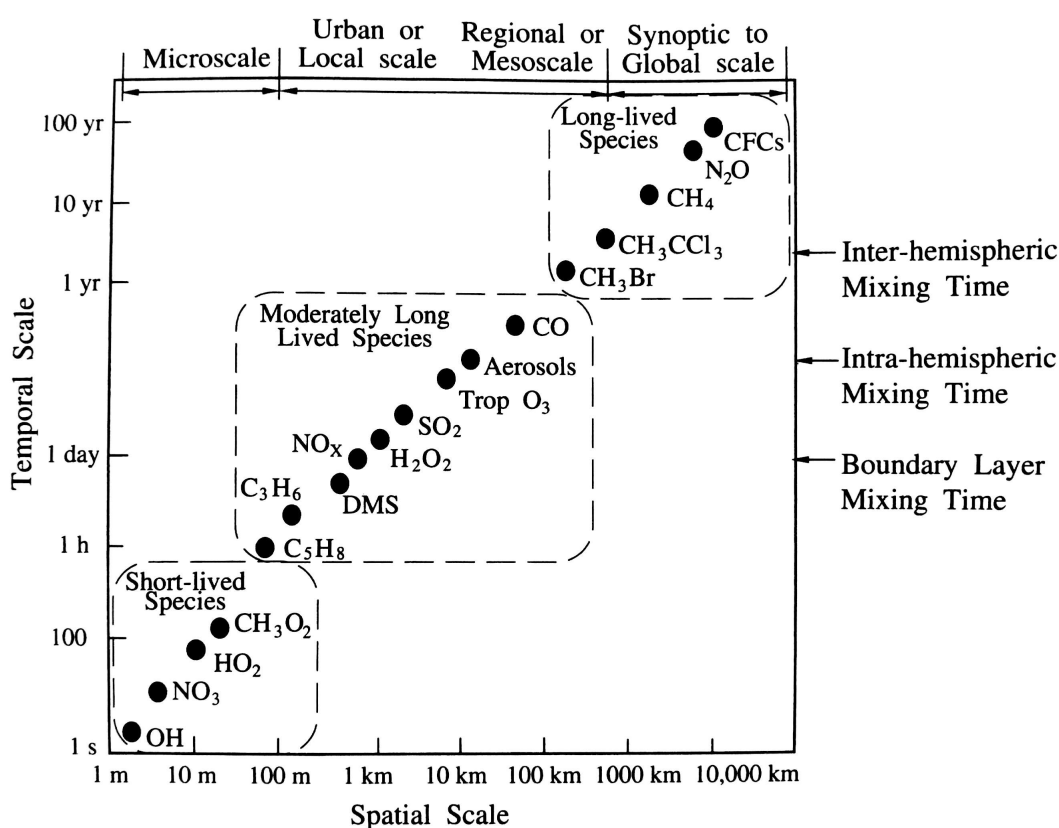 Microscale
Urban or
Local scale
Regional or
Mesoscale
Synoptic to
Global scale
100 yr
10 yr
1 yr
1 day
1 h
100
1 s
Temporal Scale
Long-lived
Species
CFCs
N₂O
CH₄
CH₃CCl₃
CH₃Br
Moderately Long
Lived Species
CO
Aerosols
Trop O₃
SO₂
NOx
H₂O₂
C₃H₆
DMS
C₅H₈
Short-lived
Species
CH₃O₂
HO₂
NO₃
OH
Inter-hemispheric
Mixing Time
Intra-hemispheric
Mixing Time
Boundary Layer
Mixing Time
1 m
10 m
100 m
1 km
10 km
100 km
1000 km
10,000 km
Spatial Scale